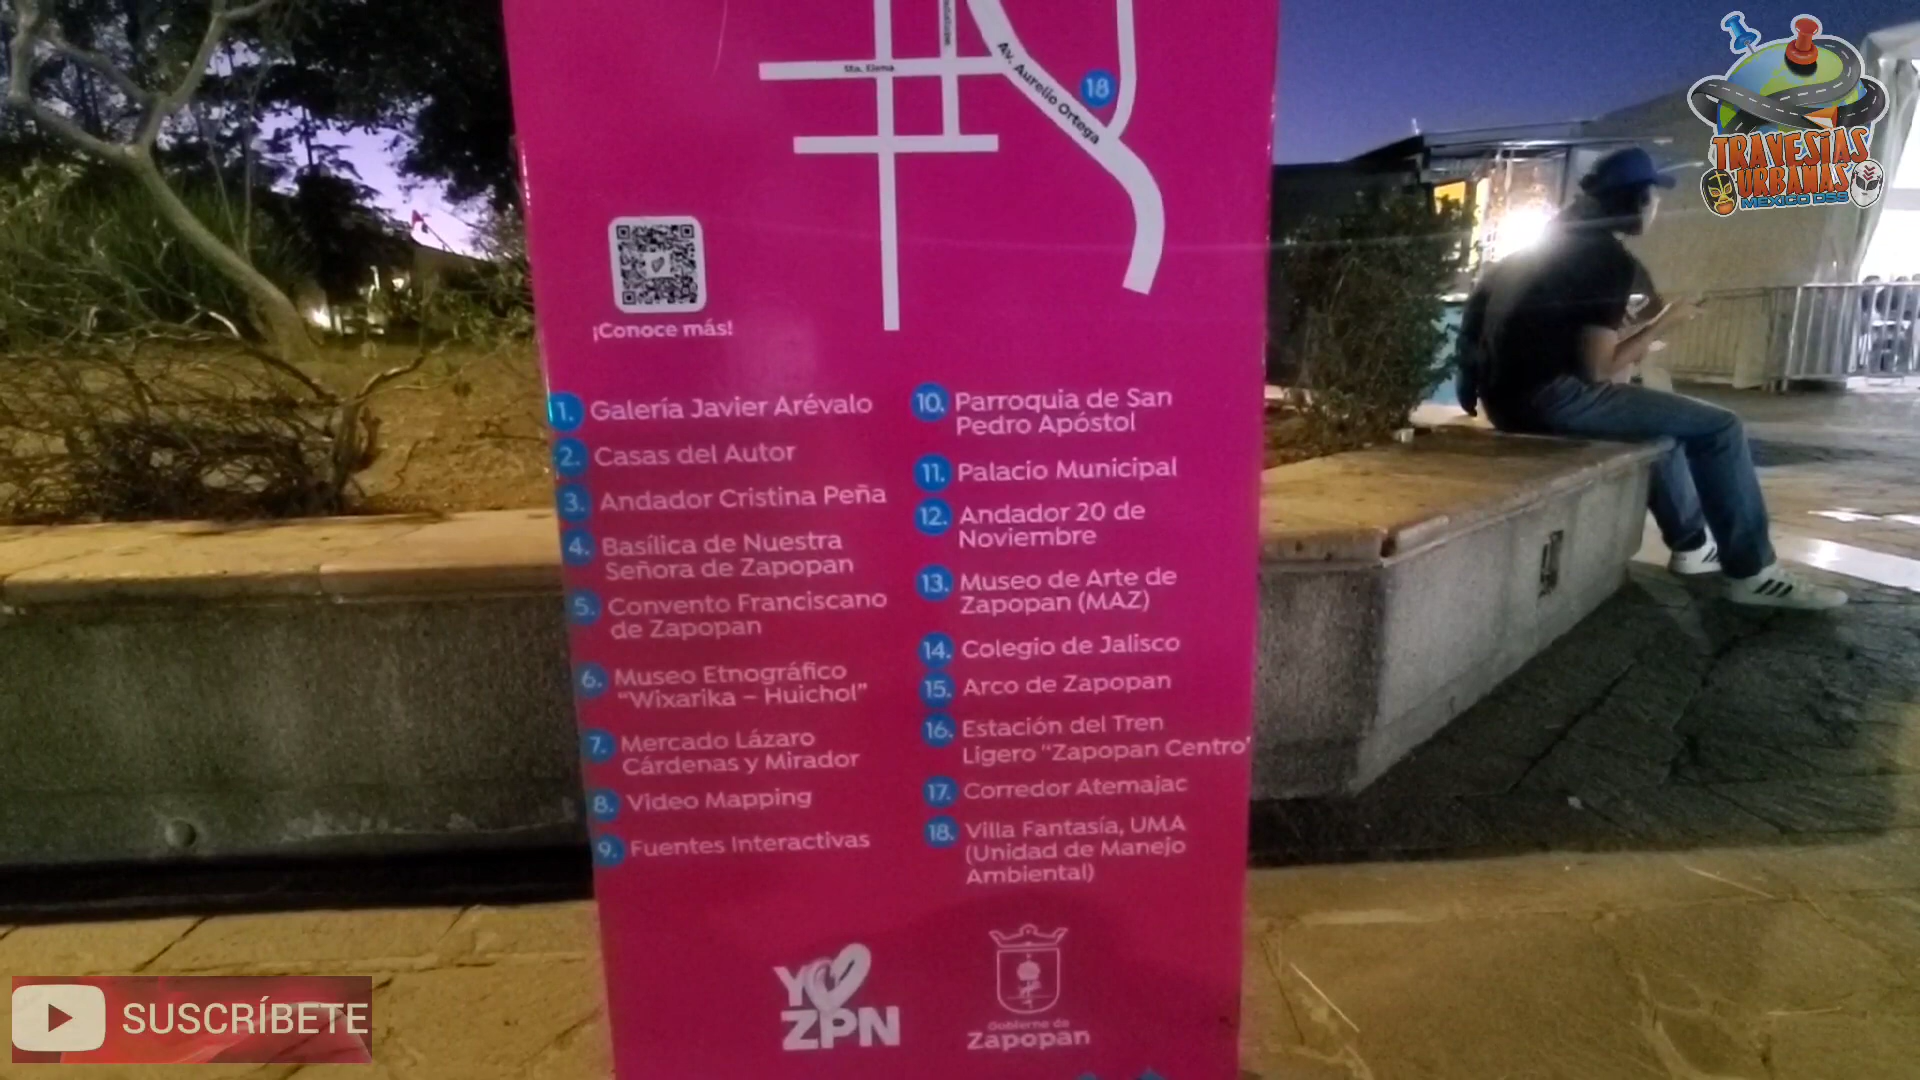 Sta. Elena
Av. Aurelio Ortega
18
¡Conoce más!
1. Galería Javier Arévalo
2. Casas del Autor
3. Andador Cristina Peña
4. Basílica de Nuestra
Señora de Zapopan
5. Convento Franciscano
de Zapopan
6. Museo Etnográfico
"Wixarika – Huichol"
7. Mercado Lázaro
Cárdenas y Mirador
8. Video Mapping
9. Fuentes Interactivas
10. Parroquia de San
Pedro Apóstol
11. Palacio Municipal
12. Andador 20 de
Noviembre
13. Museo de Arte de
Zapopan (MAZ)
14. Colegio de Jalisco
15. Arco de Zapopan
16. Estación del Tren
Ligero "Zapopan Centro"
17. Corredor Atemajac
18. Villa Fantasía, UMA
(Unidad de Manejo
Ambiental)
YO
ZPN
Gobierno de
Zapopan
TRAVESÍAS
URBANAS
MEXICO DSS
SUSCRÍBETE